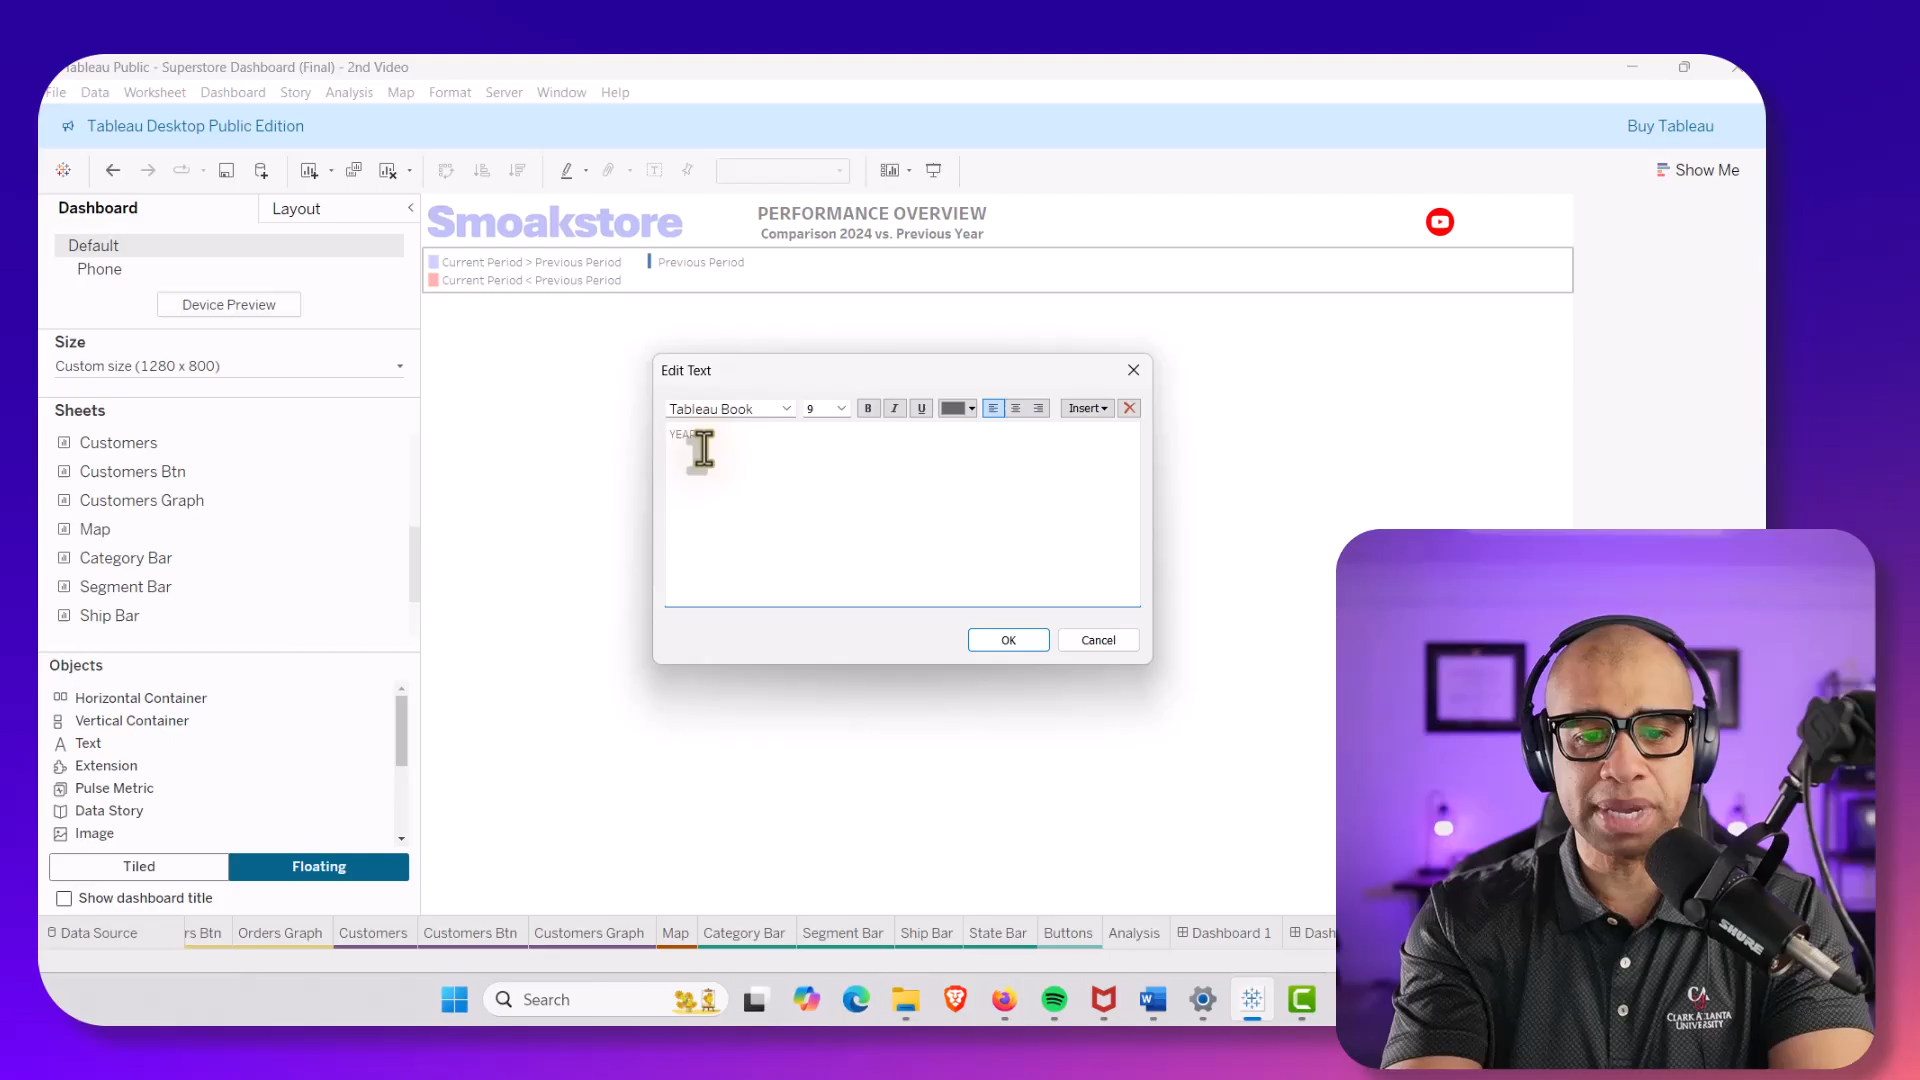 Tableau Public - Superstore Dashboard (Final) - 2nd Video
File Data Worksheet Dashboard Story Analysis Map Format Server Window Help
Tableau Desktop Public Edition
Buy Tableau
Show Me
Dashboard
Layout
Default
Phone
Device Preview
Size
Custom size (1280 x 800)
Sheets
Customers
Customers Btn
Customers Graph
Map
Category Bar
Segment Bar
Ship Bar
Objects
Horizontal Container
Vertical Container
Text
Extension
Pulse Metric
Data Story
Image
Tiled
Floating
Show dashboard title
Smoakstore
PERFORMANCE OVERVIEW
Comparison 2024 vs. Previous Year
Current Period > Previous Period
Previous Period
Current Period < Previous Period
Edit Text
Tableau Book
9
B
I
U
Insert
YEAR
OK
Cancel
Data Source
rs Btn
Orders Graph
Customers
Customers Btn
Customers Graph
Map
Category Bar
Segment Bar
Ship Bar
State Bar
Buttons
Analysis
Dashboard 1
Dash
Search
SHURE
CA
CLARK ATLANTA
UNIVERSITY